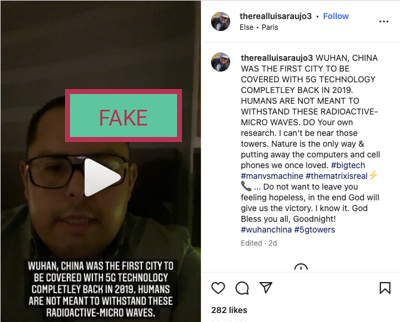 therealluisaraujo3 • Follow
Else • Paris
FAKE
therealluisaraujo3 WUHAN, CHINA
WAS THE FIRST CITY TO BE
COVERED WITH 5G TECHNOLOGY
COMPLETLEY BACK IN 2019.
HUMANS ARE NOT MEANT TO
WITHSTAND THESE RADIOACTIVE-
MICRO WAVES. DO Your own
research. I can't be near those
towers. Nature is the only way &
putting away the computers and cell
phones we once loved. #bigtech
#manvsmachine #thematrixisreal⚡
📞 ... Do not want to leave you
feeling hopeless, in the end God will
give us the victory. I know it. God
Bless you all, Goodnight!
#wuhanchina #5gtowers
Edited · 2d
WUHAN, CHINA WAS THE FIRST CITY TO
BE COVERED WITH 5G TECHNOLOGY
COMPLETLEY BACK IN 2019. HUMANS
ARE NOT MEANT TO WITHSTAND THESE
RADIOACTIVE-MICRO WAVES.
282 likes